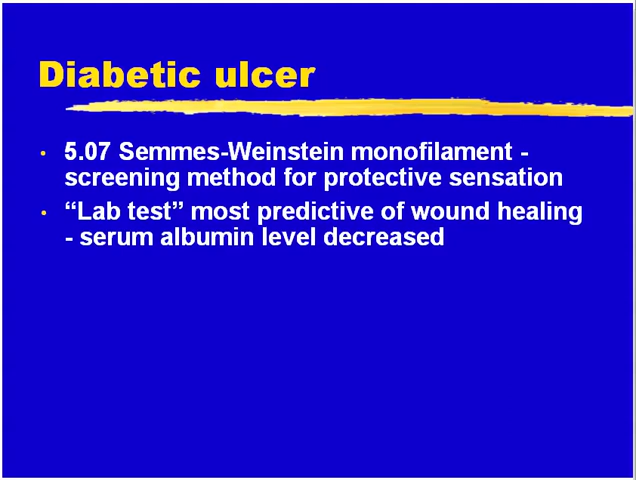 Diabetic ulcer
• 5.07 Semmes-Weinstein monofilament -
screening method for protective sensation
• “Lab test” most predictive of wound healing
- serum albumin level decreased